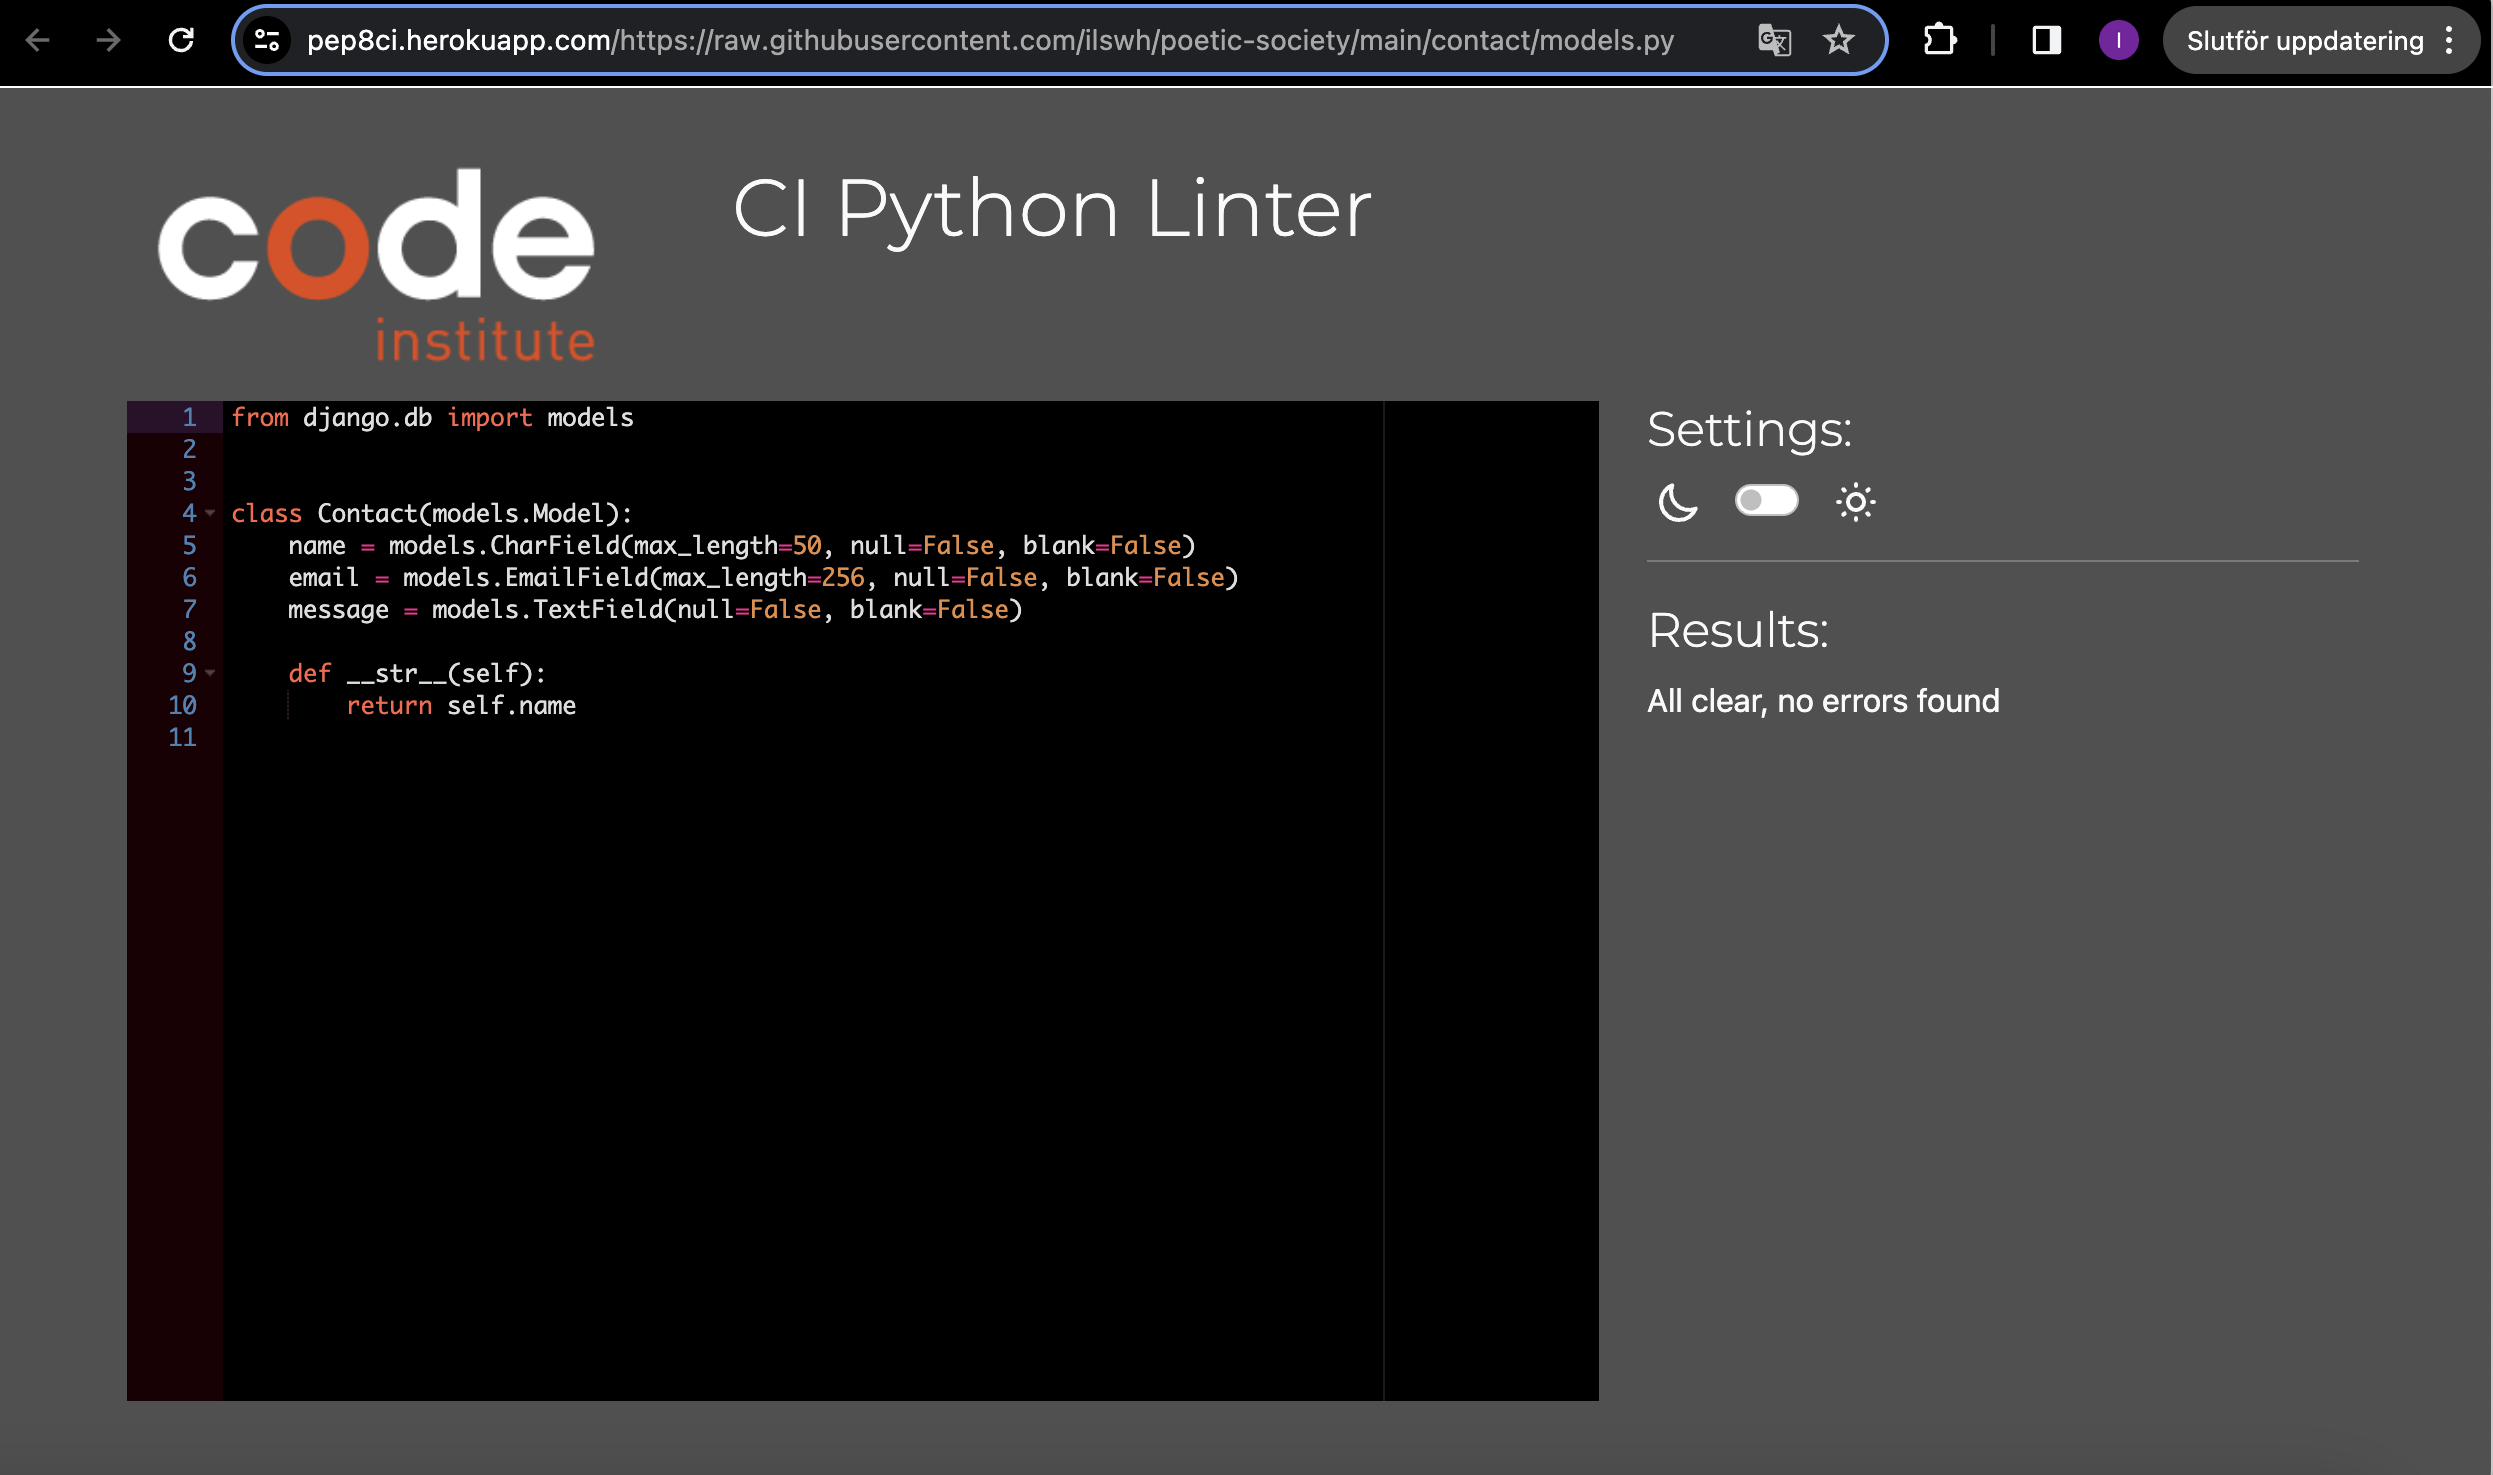 pep8ci.herokuapp.com/https://raw.githubusercontent.com/ilswh/poetic-society/main/contact/models.py
I
Slutför uppdatering
code
institute
CI Python Linter
1 from django.db import models
2
3
4 class Contact(models.Model):
5     name = models.CharField(max_length=50, null=False, blank=False)
6     email = models.EmailField(max_length=256, null=False, blank=False)
7     message = models.TextField(null=False, blank=False)
8
9     def __str__(self):
10         return self.name
11
Settings:
Results:
All clear, no errors found